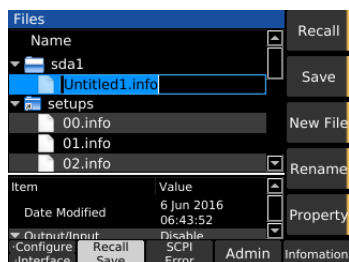 Files
Name
sda1
Untitled1.info
setups
00.info
01.info
02.info
Item Value
Date Modified 6 Jun 2016
06:43:52
Output/Input Disable
Recall
Save
New File
Rename
Property
Configure
Interface
Recall
Save
SCPI
Error
Admin
Infomation